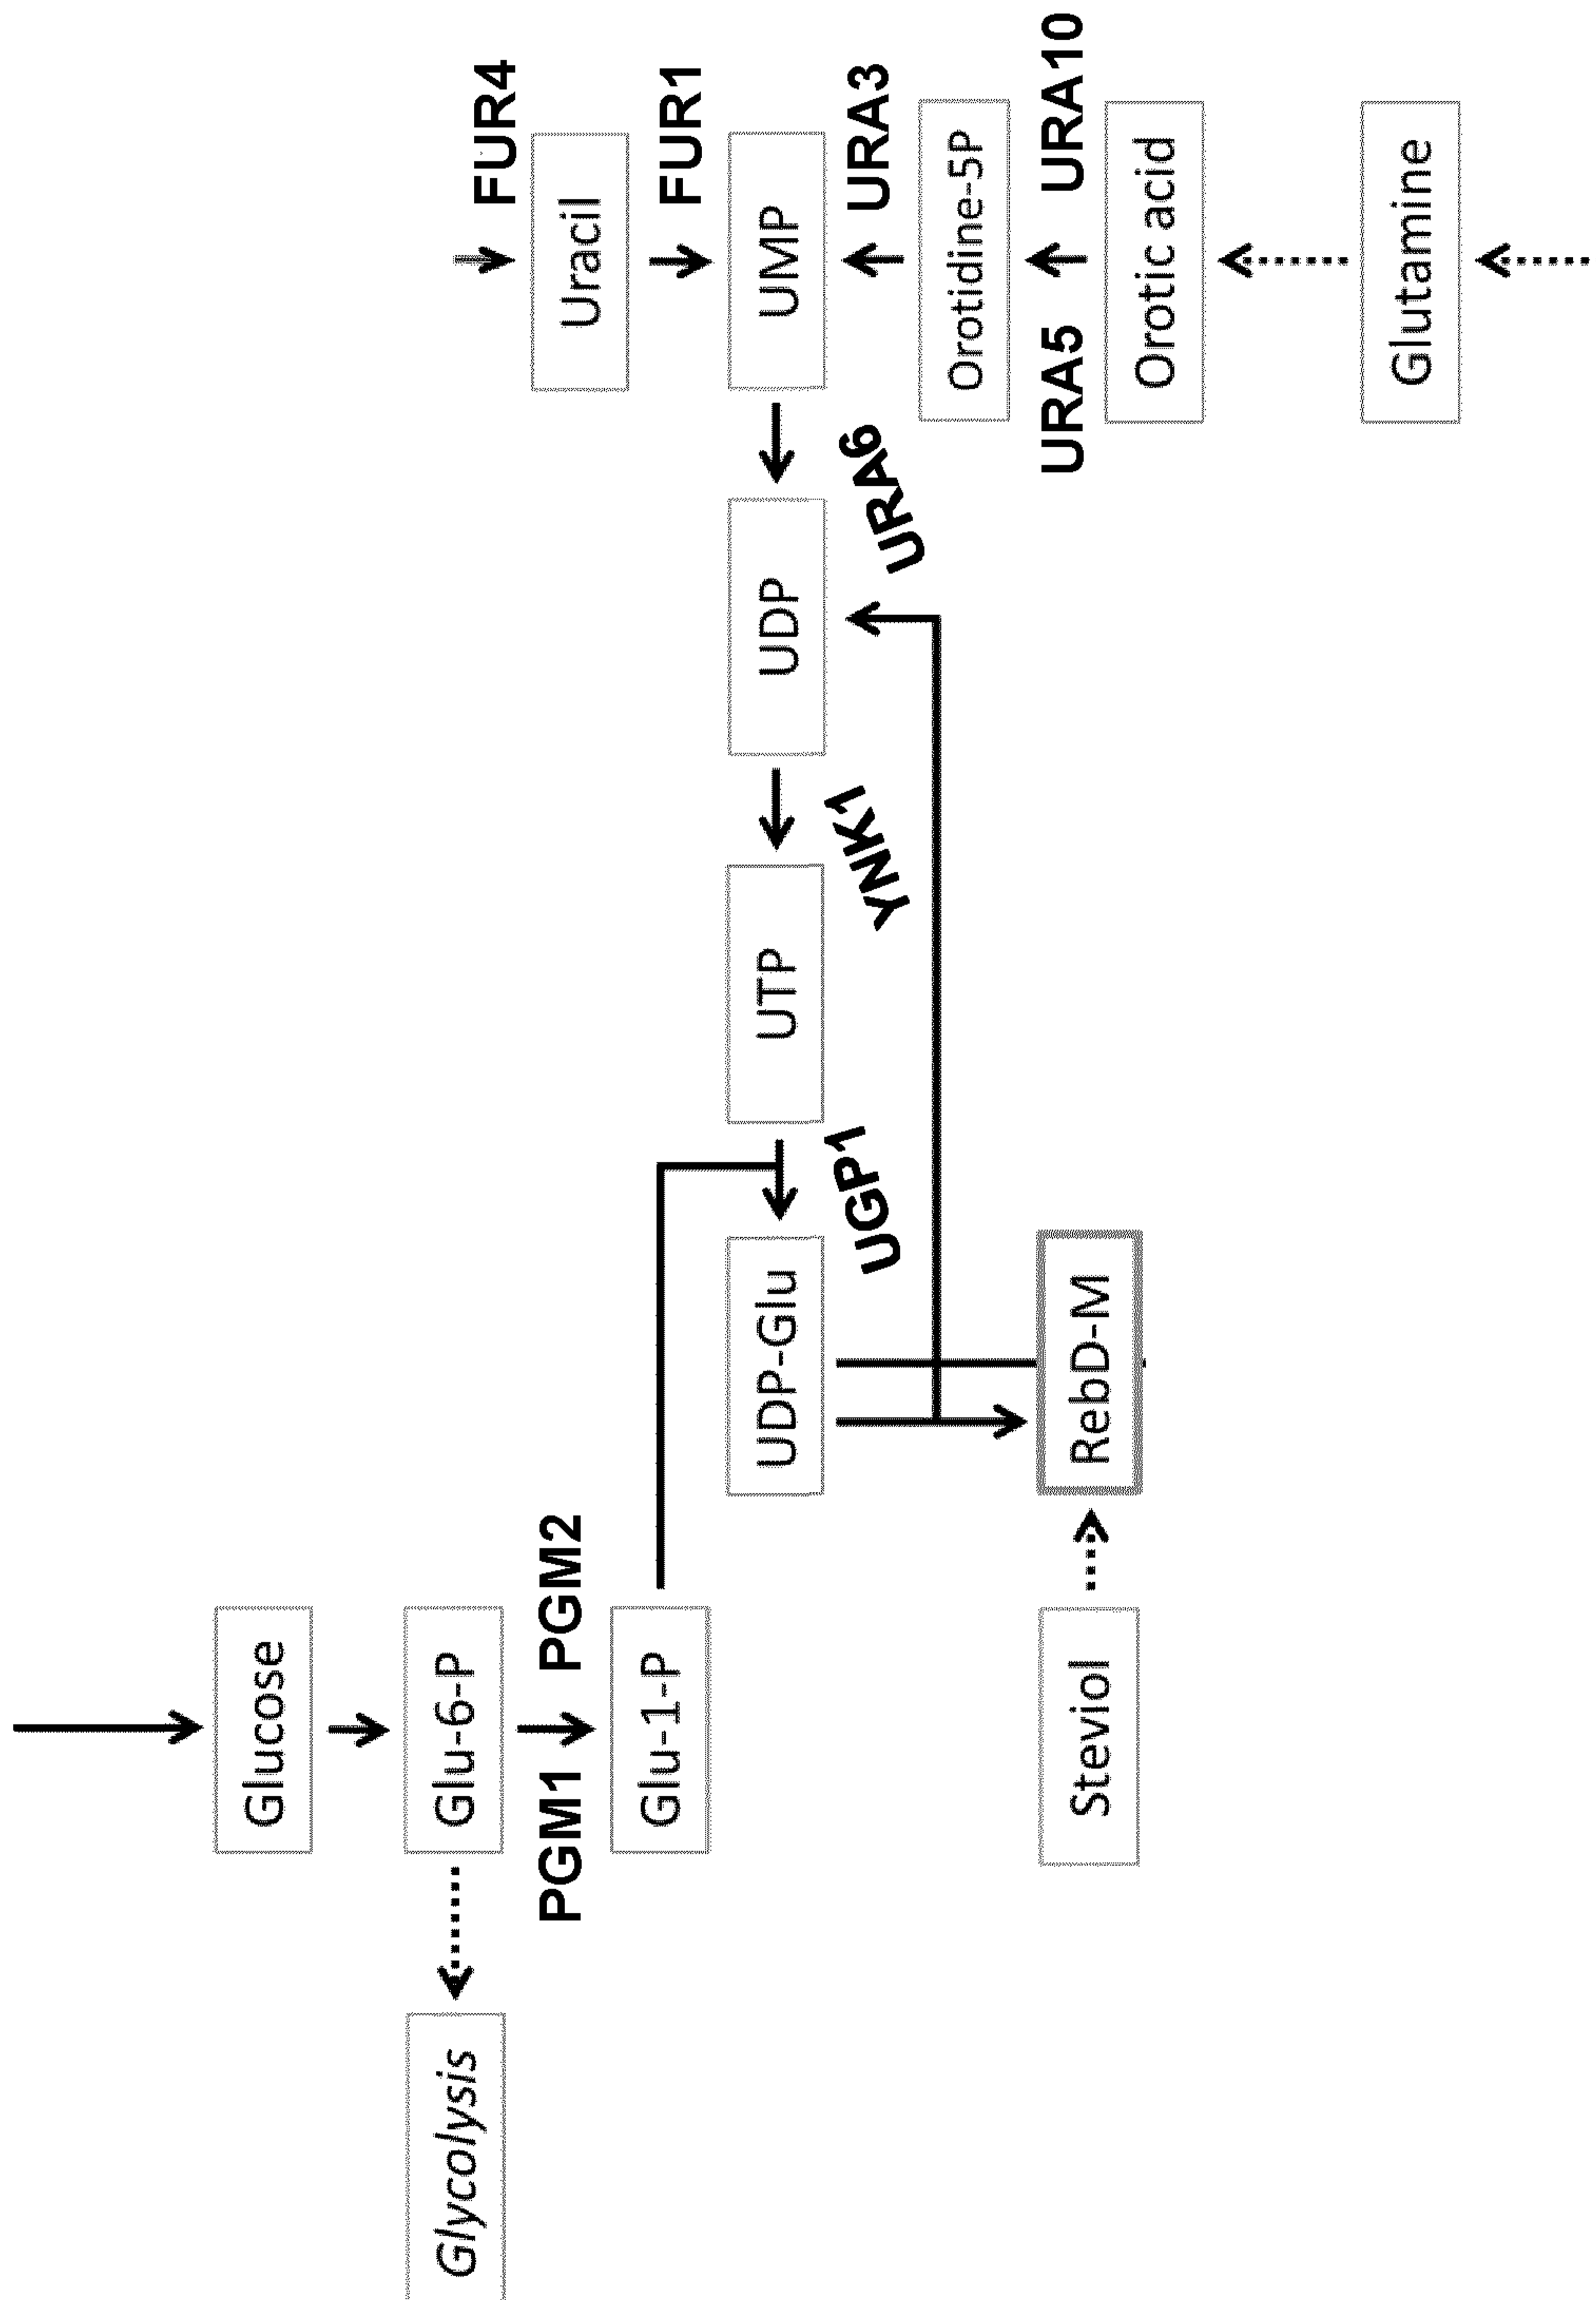 Glucose
Glycolysis
Glu-6-P
PGM1
PGM2
Glu-1-P
UDP-Glu
UGP1
UTP
YNK1
UDP
URA6
UMP
FUR4
Uracil
FUR1
URA3
Orotidine-5P
URA5
URA10
Orotic acid
Glutamine
Steviol
RebD-M